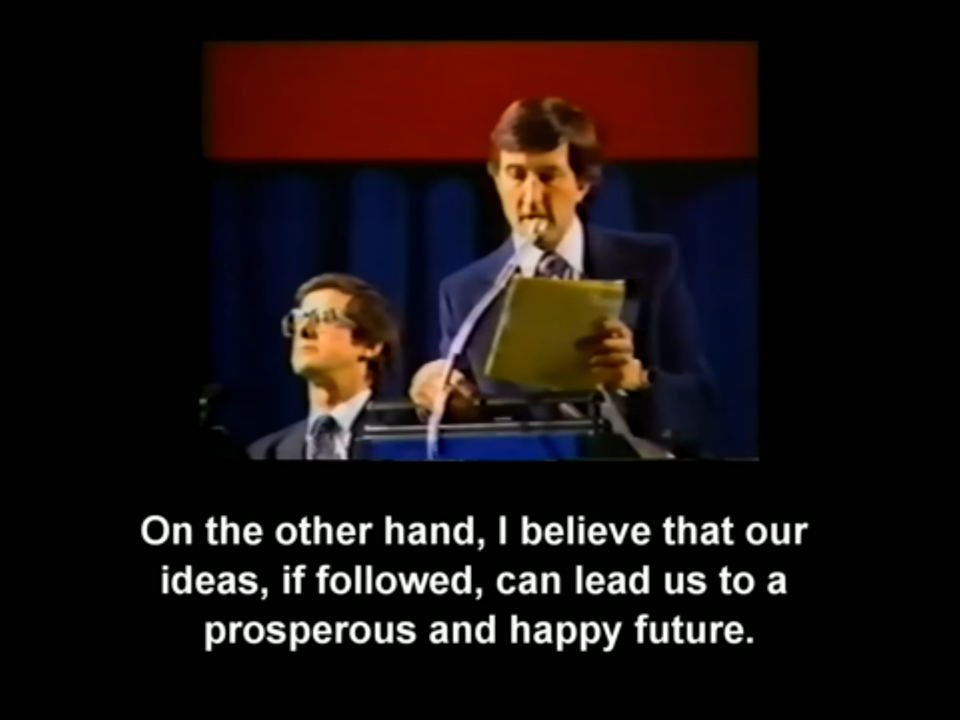 On the other hand, I believe that our
ideas, if followed, can lead us to a
prosperous and happy future.